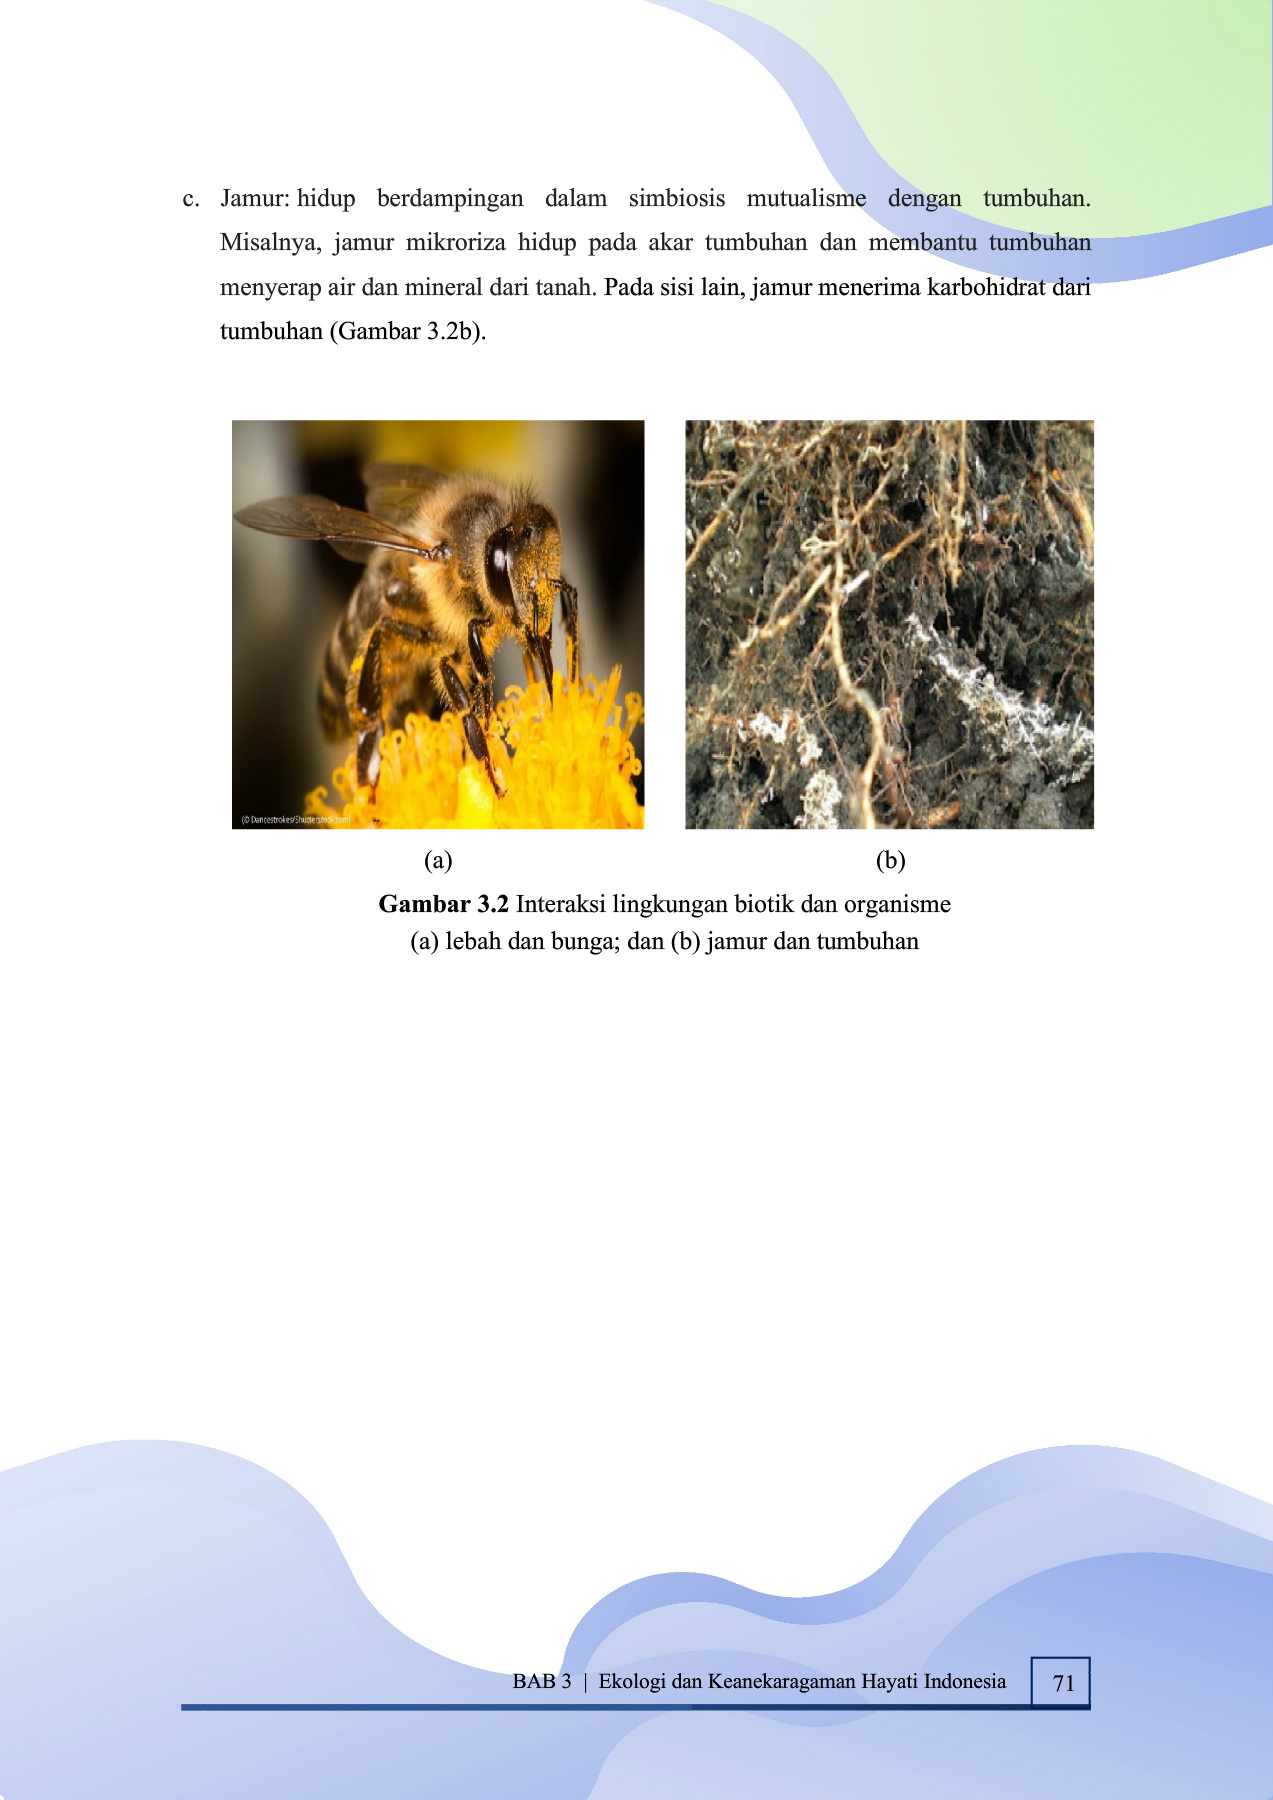 c. Jamur: hidup berdampingan dalam simbiosis mutualisme dengan tumbuhan.
Misalnya, jamur mikroriza hidup pada akar tumbuhan dan membantu tumbuhan
menyerap air dan mineral dari tanah. Pada sisi lain, jamur menerima karbohidrat dari
tumbuhan (Gambar 3.2b).
(© Dancestrokes/Shutterstock.com)
(a)
(b)
Gambar 3.2 Interaksi lingkungan biotik dan organisme
(a) lebah dan bunga; dan (b) jamur dan tumbuhan
BAB 3 | Ekologi dan Keanekaragaman Hayati Indonesia
71